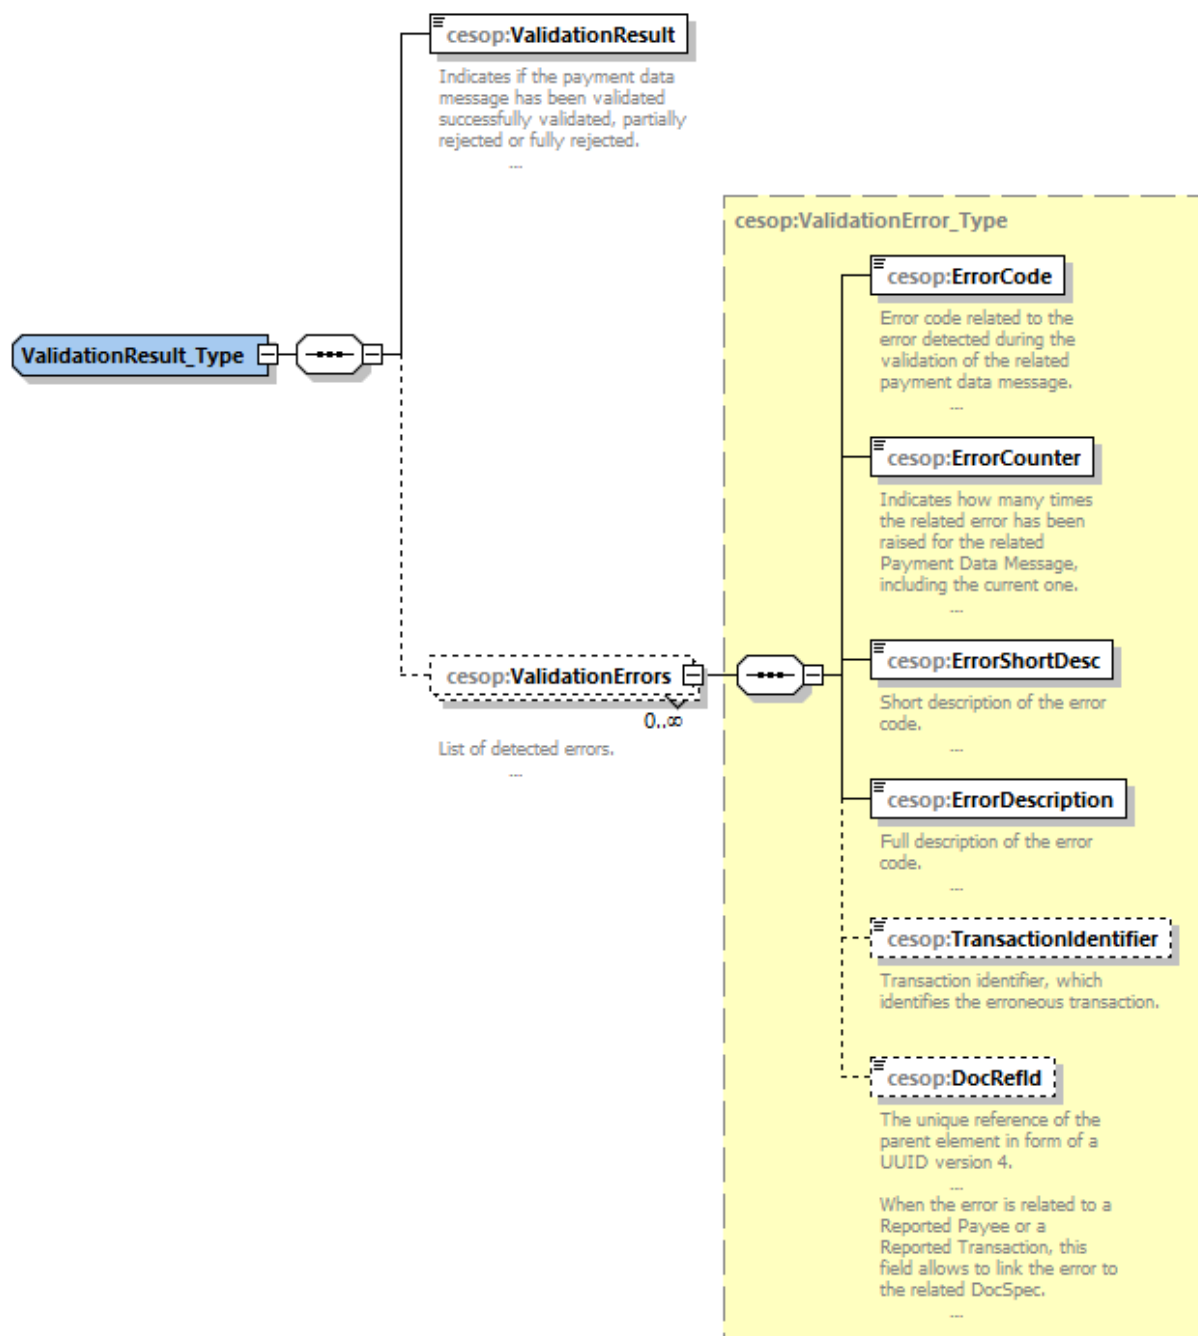 cesop:ValidationResult
Indicates if the payment data
message has been validated
successfully validated, partially
rejected or fully rejected.
...
cesop:ValidationError_Type
cesop:ErrorCode
Error code related to the
error detected during the
validation of the related
payment data message.
...
ValidationResult_Type
cesop:ErrorCounter
Indicates how many times
the related error has been
raised for the related
Payment Data Message,
including the current one.
...
cesop:ValidationErrors
0..∞
List of detected errors.
...
cesop:ErrorShortDesc
Short description of the error
code.
...
cesop:ErrorDescription
Full description of the error
code.
...
cesop:TransactionIdentifier
Transaction identifier, which
identifies the erroneous transaction.
cesop:DocRefId
The unique reference of the
parent element in form of a
UUID version 4.
...
When the error is related to a
Reported Payee or a
Reported Transaction, this
field allows to link the error to
the related DocSpec.
...